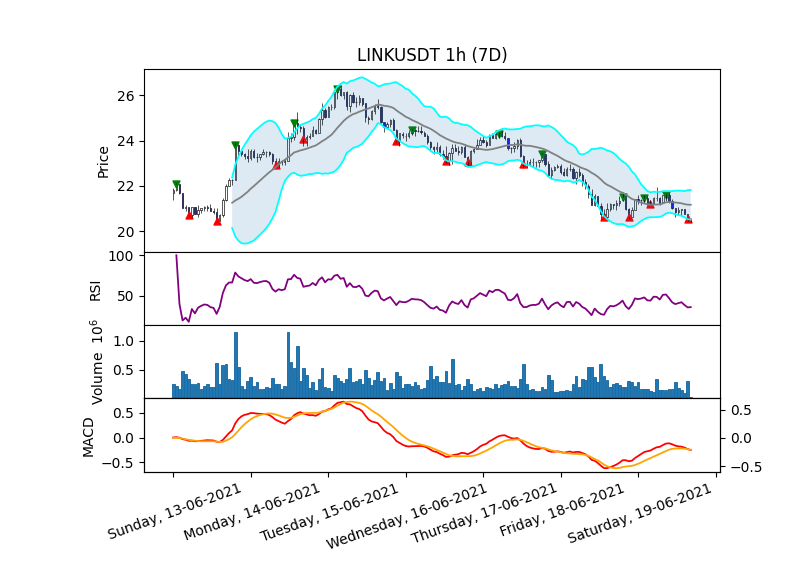 LINKUSDT 1h (7D)
26
24
22
20
Price
100
50
RSI
1.0
0.5
Volume 10^6
0.5
0.0
−0.5
MACD
0.5
0.0
−0.5
Sunday, 13-06-2021
Monday, 14-06-2021
Tuesday, 15-06-2021
Wednesday, 16-06-2021
Thursday, 17-06-2021
Friday, 18-06-2021
Saturday, 19-06-2021